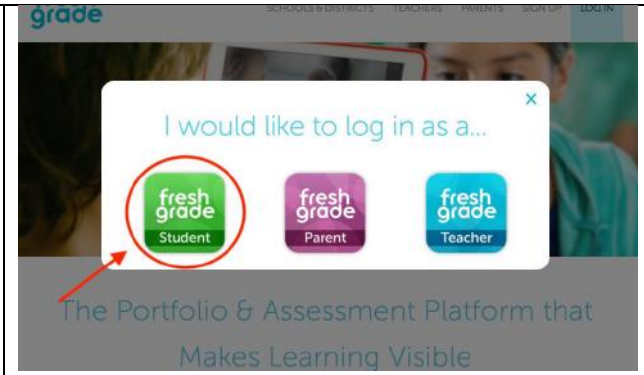 grade
SCHOOLS & DISTRICTS TEACHERS PARENTS SIGN UP LOG IN
x
I would like to log in as a...
fresh grade Student
fresh grade Parent
fresh grade Teacher
The Portfolio & Assessment Platform that
Makes Learning Visible